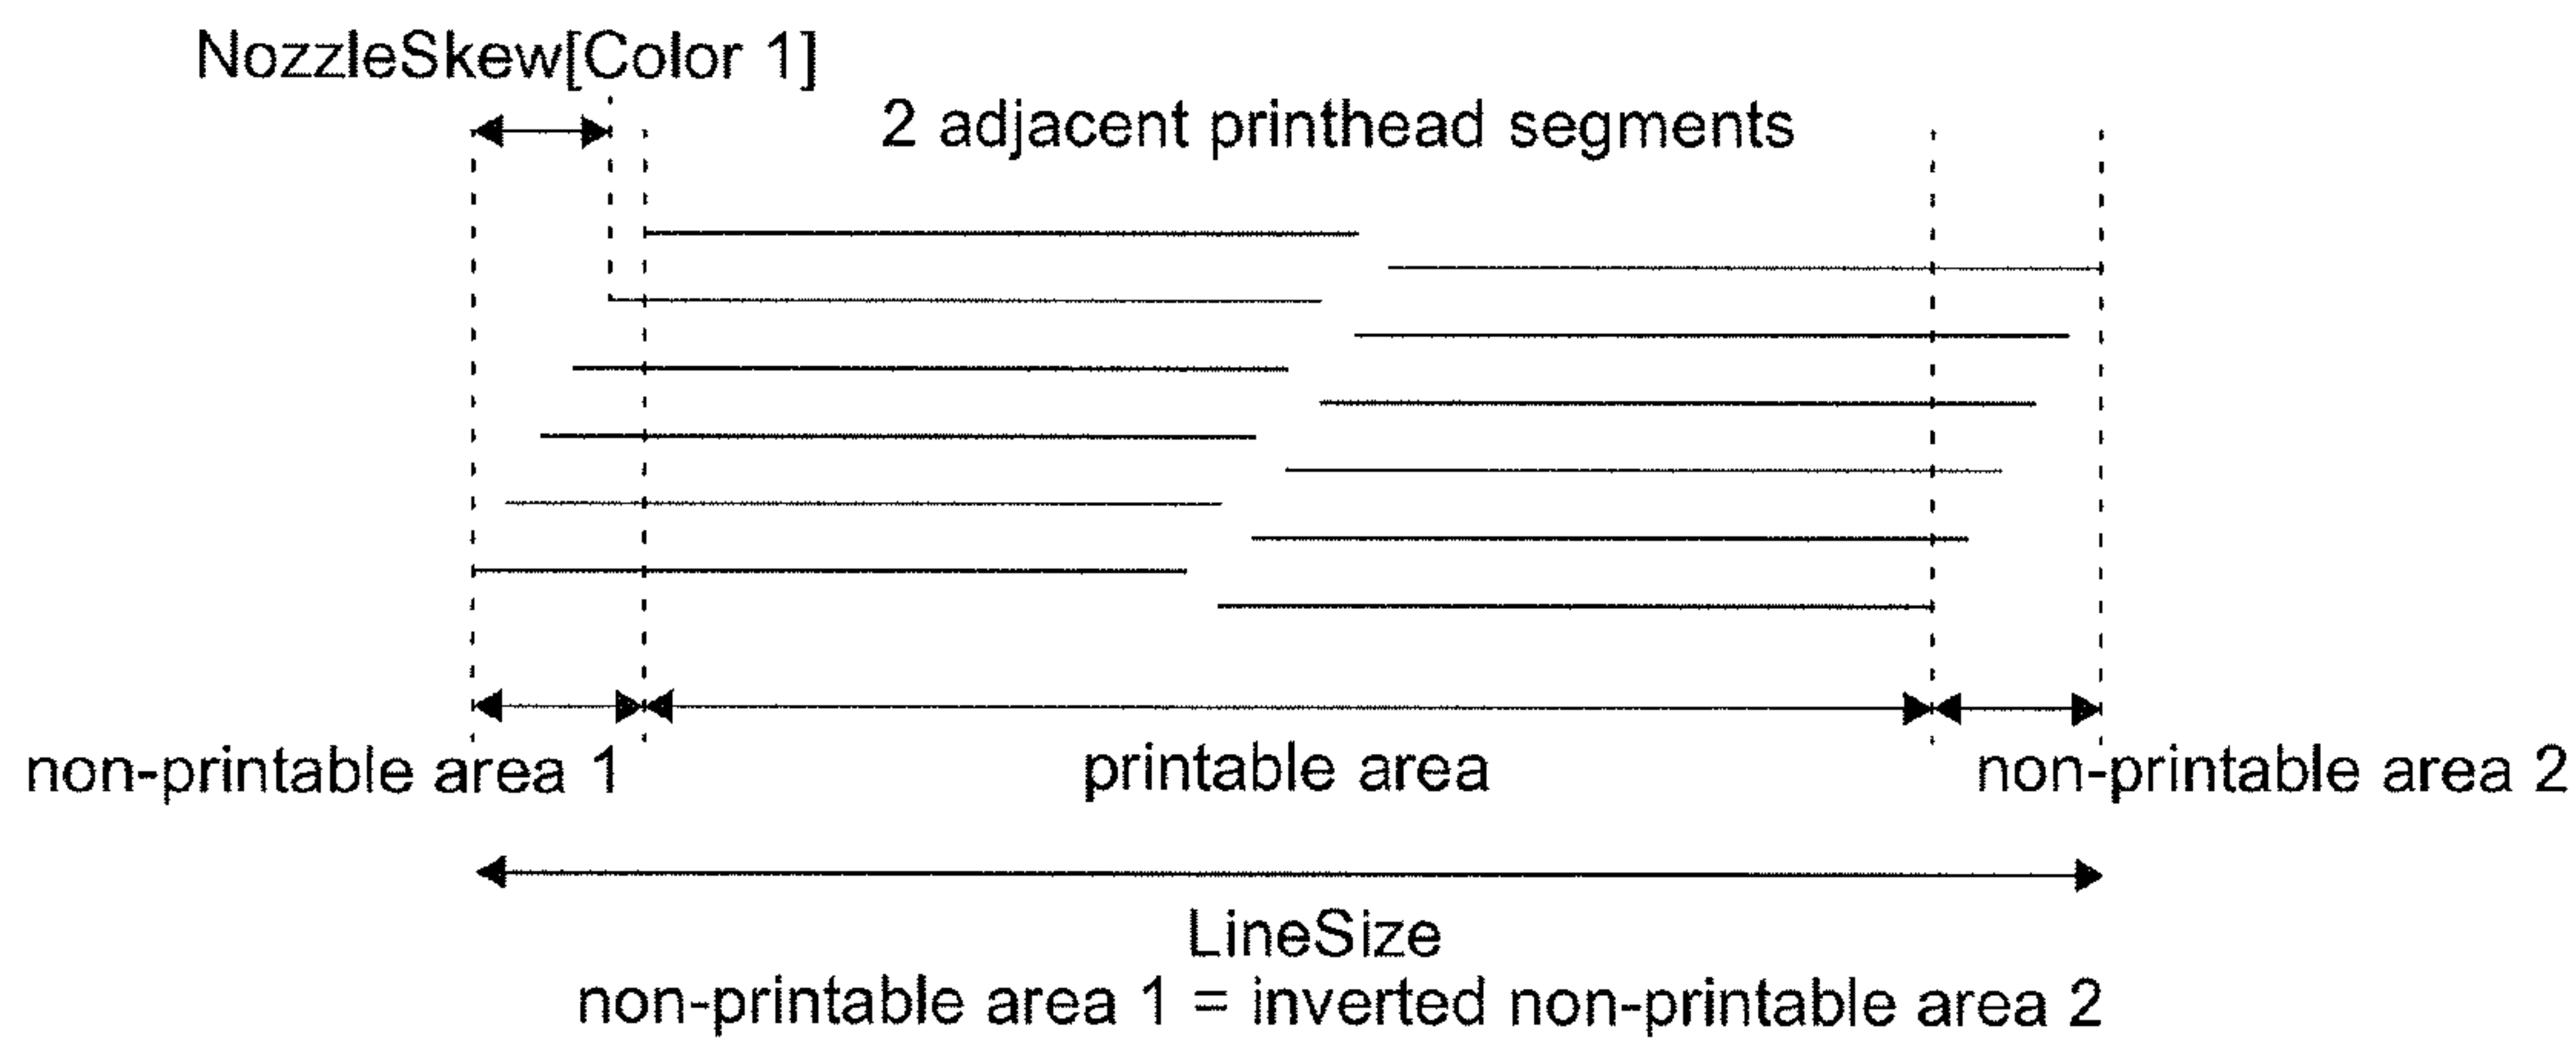 NozzleSkew[Color 1]
2 adjacent printhead segments
non-printable area 1
printable area
non-printable area 2
LineSize
non-printable area 1 = inverted non-printable area 2